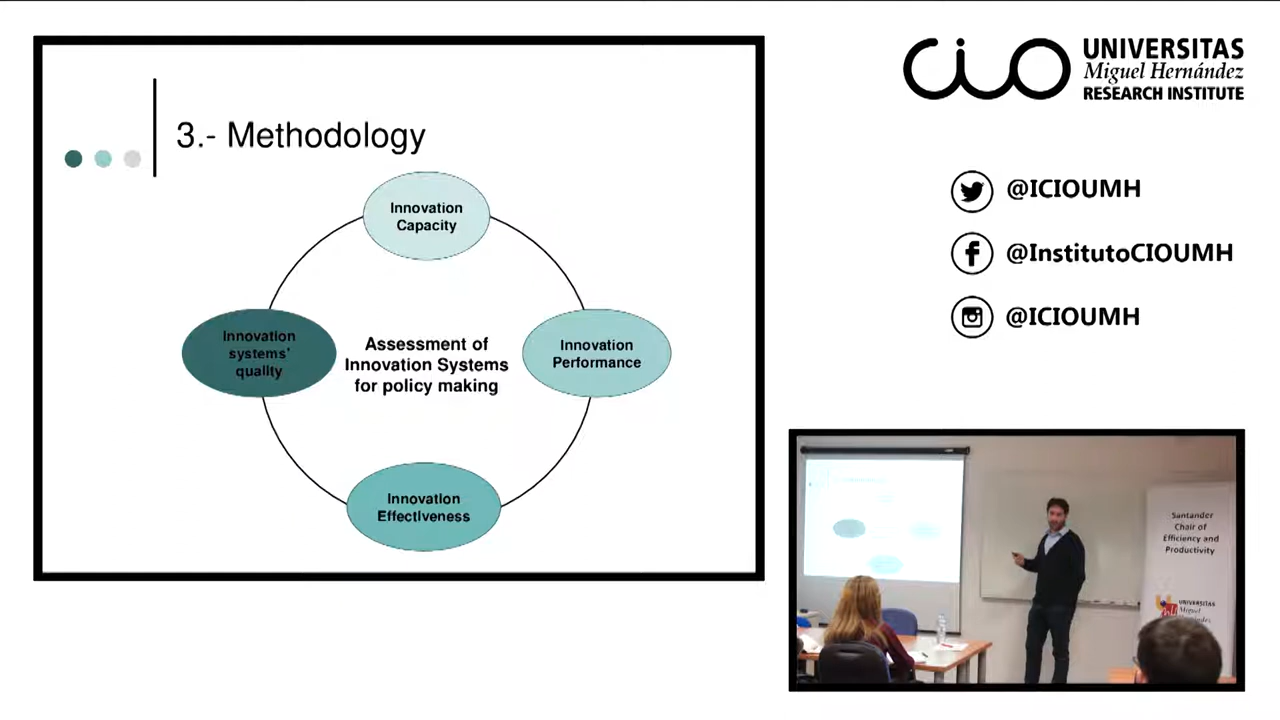 3.- Methodology
Innovation
Capacity
Innovation
systems'
quality
Assessment of
Innovation Systems
for policy making
Innovation
Performance
Innovation
Effectiveness
CIO
UNIVERSITAS
Miguel Hernández
RESEARCH INSTITUTE
@ICIOUMH
@InstitutoCIOUMH
@ICIOUMH
Santander
Chair of
Efficiency and
Productivity
UNIVERSITAS
Miguel
Hernández